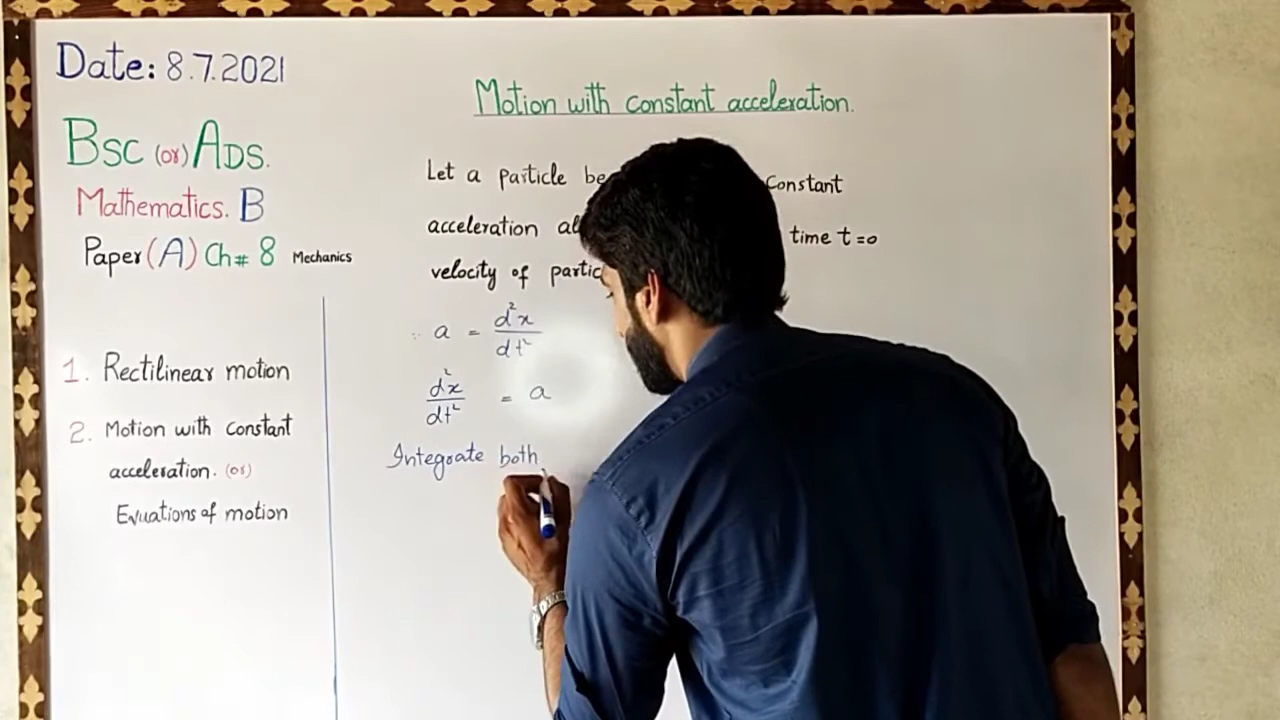 Date: 8.7.2021
Bsc (or) ADS.
Mathematics. B
Paper (A) Ch# 8 Mechanics
1. Rectilinear motion
2. Motion with constant
acceleration. (or)
Evuations of motion
Motion with constant acceleration.
Let a particle be constant
acceleration time t=0
velocity of
∵ a = d²x/dt²
d²x/dt² = a
Integrate both